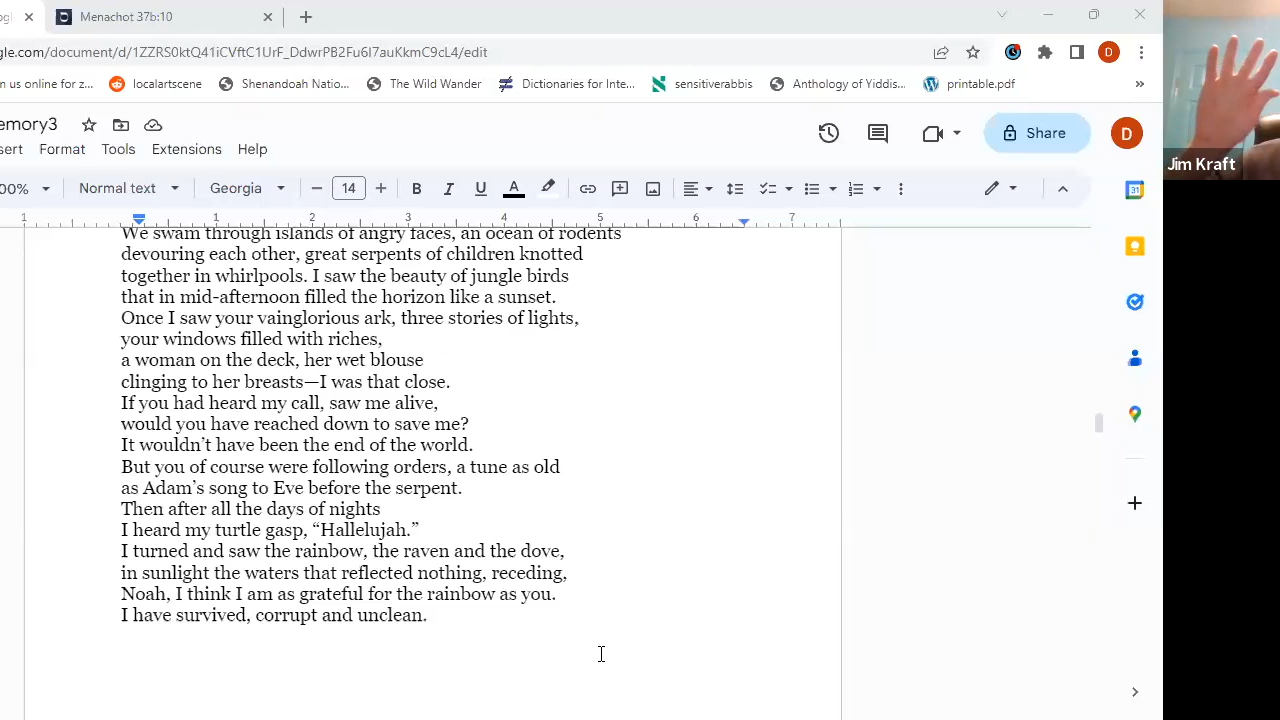 Menachot 37b:10
gle.com/document/d/1ZZRS0ktQ41iCVftC1UrF_DdwrPB2Fu6I7auKkmC9cL4/edit
n us online for z... localartscene Shenandoah Natio... The Wild Wander Dictionaries for Inte... sensitiverabbis Anthology of Yiddis... printable.pdf »
emory3
Share D
sert Format Tools Extensions Help
00% Normal text Georgia 14 B I U A
1 1 2 3 4 5 6 7
We swam through islands of angry faces, an ocean of rodents
devouring each other, great serpents of children knotted
together in whirlpools. I saw the beauty of jungle birds
that in mid-afternoon filled the horizon like a sunset.
Once I saw your vainglorious ark, three stories of lights,
your windows filled with riches,
a woman on the deck, her wet blouse
clinging to her breasts—I was that close.
If you had heard my call, saw me alive,
would you have reached down to save me?
It wouldn’t have been the end of the world.
But you of course were following orders, a tune as old
as Adam’s song to Eve before the serpent.
Then after all the days of nights
I heard my turtle gasp, “Hallelujah.”
I turned and saw the rainbow, the raven and the dove,
in sunlight the waters that reflected nothing, receding,
Noah, I think I am as grateful for the rainbow as you.
I have survived, corrupt and unclean.
Jim Kraft